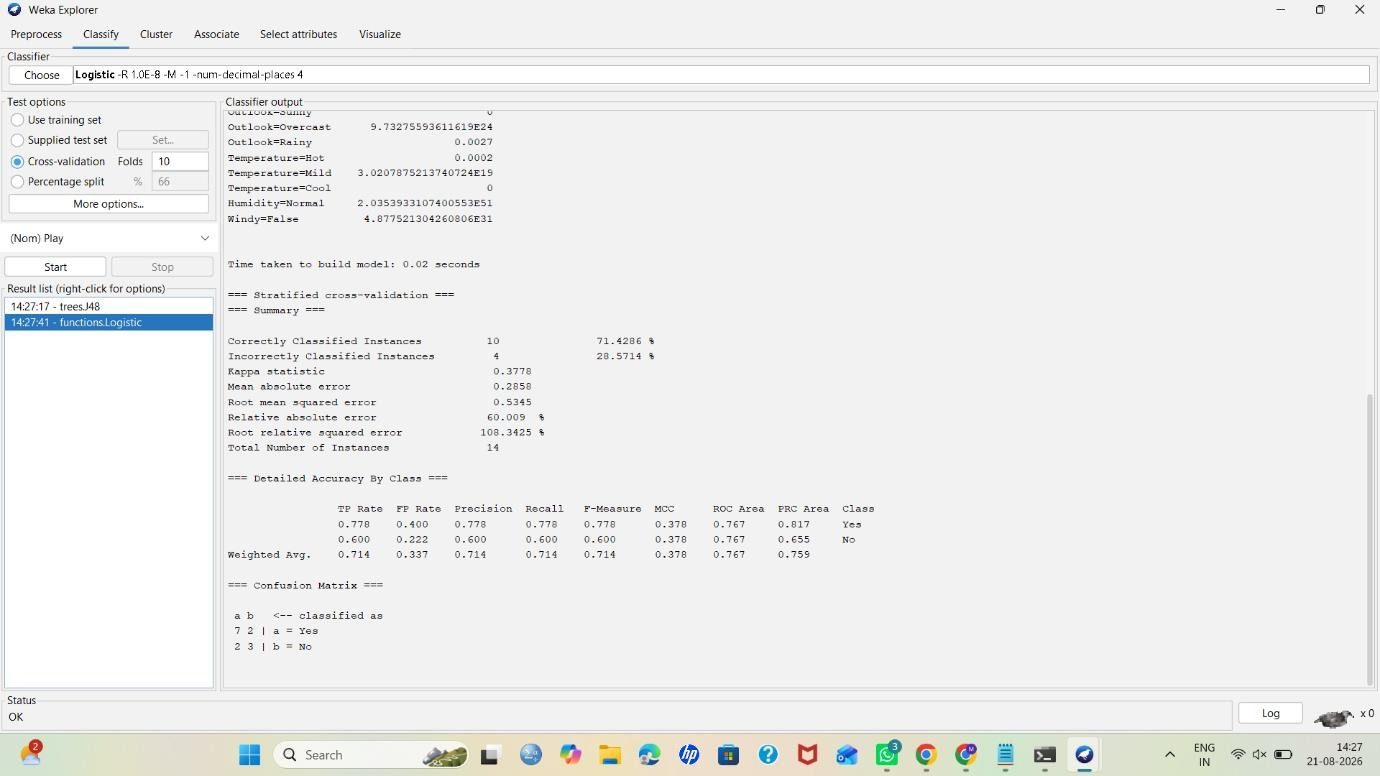 Weka Explorer
Preprocess Classify Cluster Associate Select attributes Visualize
Classifier
Choose Logistic -R 1.0E-8 -M -1 -num-decimal-places 4
Test options
Use training set
Supplied test set Set...
Cross-validation Folds 10
Percentage split % 66
More options...
(Nom) Play
Start Stop
Result list (right-click for options)
14:27:17 - trees.J48
14:27:41 - functions.Logistic
Classifier output
Outlook=Sunny 0
Outlook=Overcast 9.73275593611619E24
Outlook=Rainy 0.0027
Temperature=Hot 0.0002
Temperature=Mild 3.0207875213740724E19
Temperature=Cool 0
Humidity=Normal 2.0353933107400553E51
Windy=False 4.877521304260806E31
Time taken to build model: 0.02 seconds
=== Stratified cross-validation ===
=== Summary ===
Correctly Classified Instances 10 71.4286 %
Incorrectly Classified Instances 4 28.5714 %
Kappa statistic 0.3778
Mean absolute error 0.2858
Root mean squared error 0.5345
Relative absolute error 60.009 %
Root relative squared error 108.3425 %
Total Number of Instances 14
=== Detailed Accuracy By Class ===
TP Rate FP Rate Precision Recall F-Measure MCC ROC Area PRC Area Class
0.778 0.400 0.778 0.778 0.778 0.378 0.767 0.817 Yes
0.600 0.222 0.600 0.600 0.600 0.378 0.767 0.655 No
Weighted Avg. 0.714 0.337 0.714 0.714 0.714 0.378 0.767 0.759
=== Confusion Matrix ===
a b <-- classified as
7 2 | a = Yes
2 3 | b = No
Status
OK
Log x 0
2
Search
hp
3
M
ENG
IN
14:27
21-08-2026